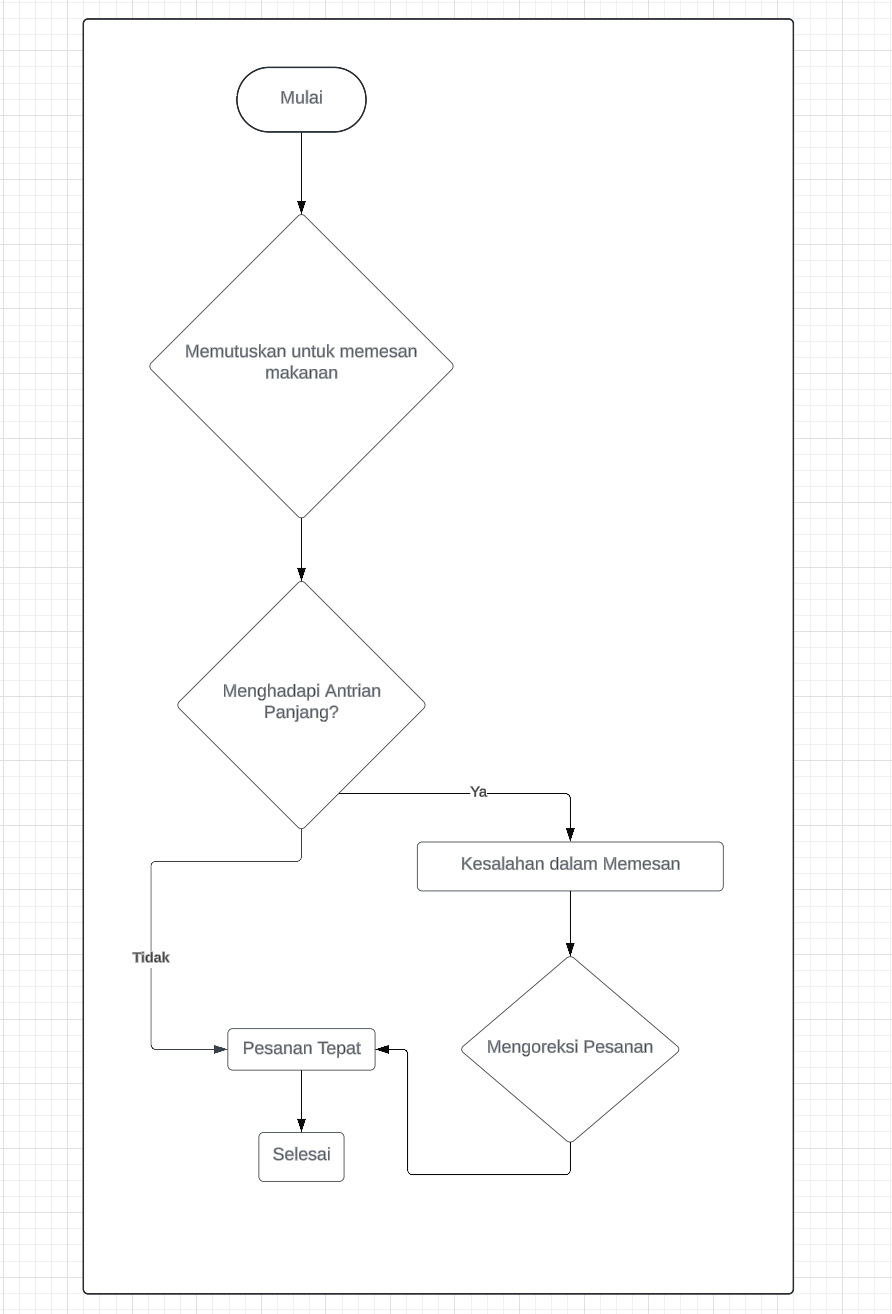 Mulai
Memutuskan untuk memesan
makanan
Menghadapi Antrian
Panjang?
Ya
Kesalahan dalam Memesan
Tidak
Pesanan Tepat
Mengoreksi Pesanan
Selesai